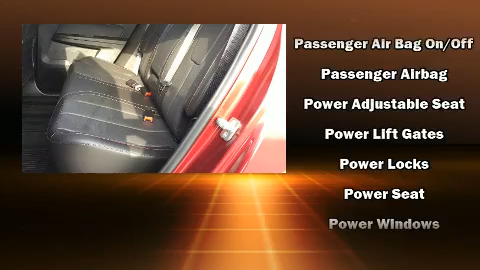 Passenger Air Bag On/Off
Passenger Airbag
Power Adjustable Seat
Power Lift Gates
Power Locks
Power Seat
Power Windows